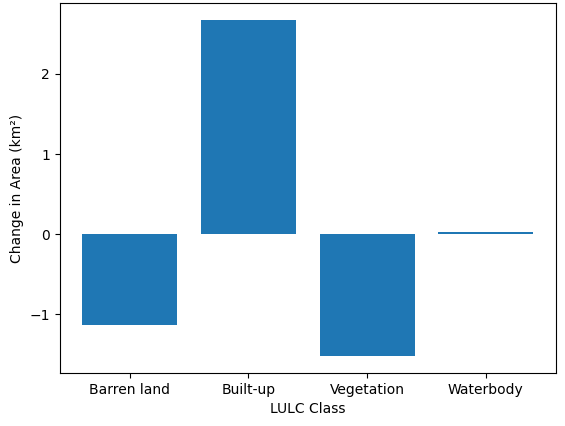 Change in Area (km²)
2
1
0
−1
Barren land Built-up Vegetation Waterbody
LULC Class